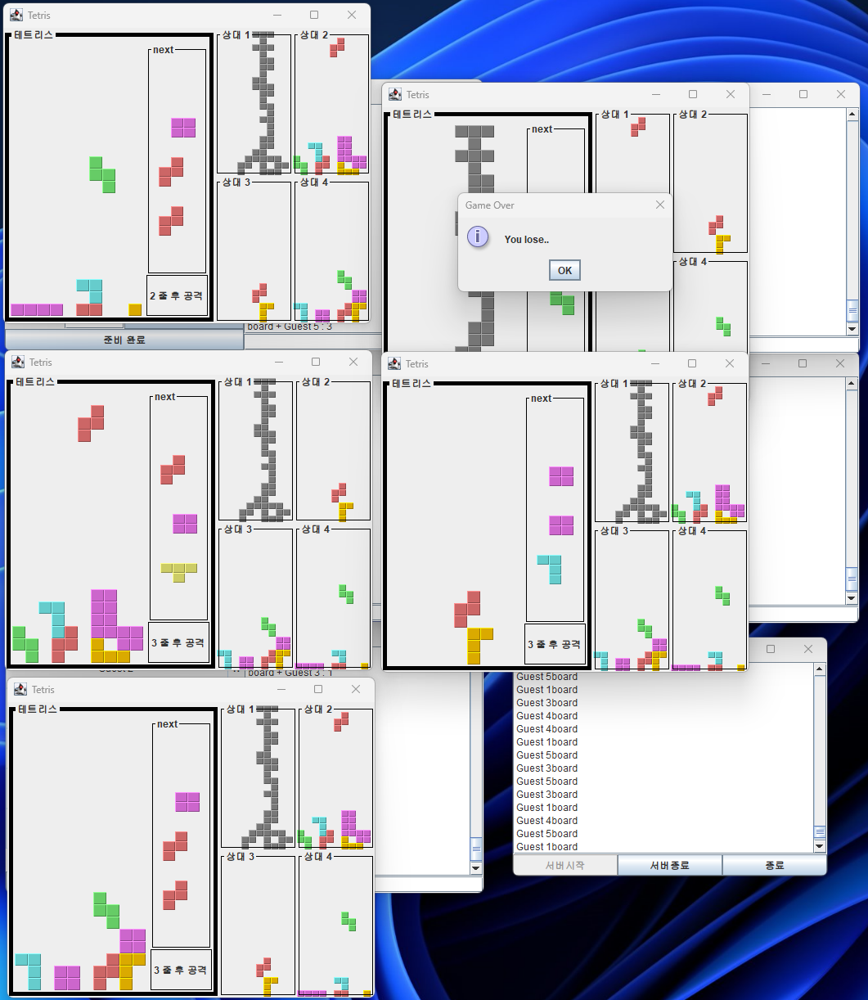 Tetris
테트리스
next
2 줄 후 공격
상대 1
상대 2
상대 3
상대 4
board + Guest 5 : 3
준비 완료
Tetris
테트리스
next
상대 1
상대 2
상대 4
Game Over
You lose..
OK
Tetris
테트리스
next
3 줄 후 공격
상대 1
상대 2
상대 3
상대 4
Tetris
테트리스
next
3 줄 후 공격
상대 1
상대 2
상대 3
상대 4
board + Guest 3 : 1
Tetris
테트리스
next
3 줄 후 공격
상대 1
상대 2
상대 3
상대 4
Guest 5board
Guest 1board
Guest 3board
Guest 4board
Guest 4board
Guest 1board
Guest 5board
Guest 3board
Guest 5board
Guest 3board
Guest 1board
Guest 4board
Guest 5board
Guest 1board
서버시작
서버종료
종료